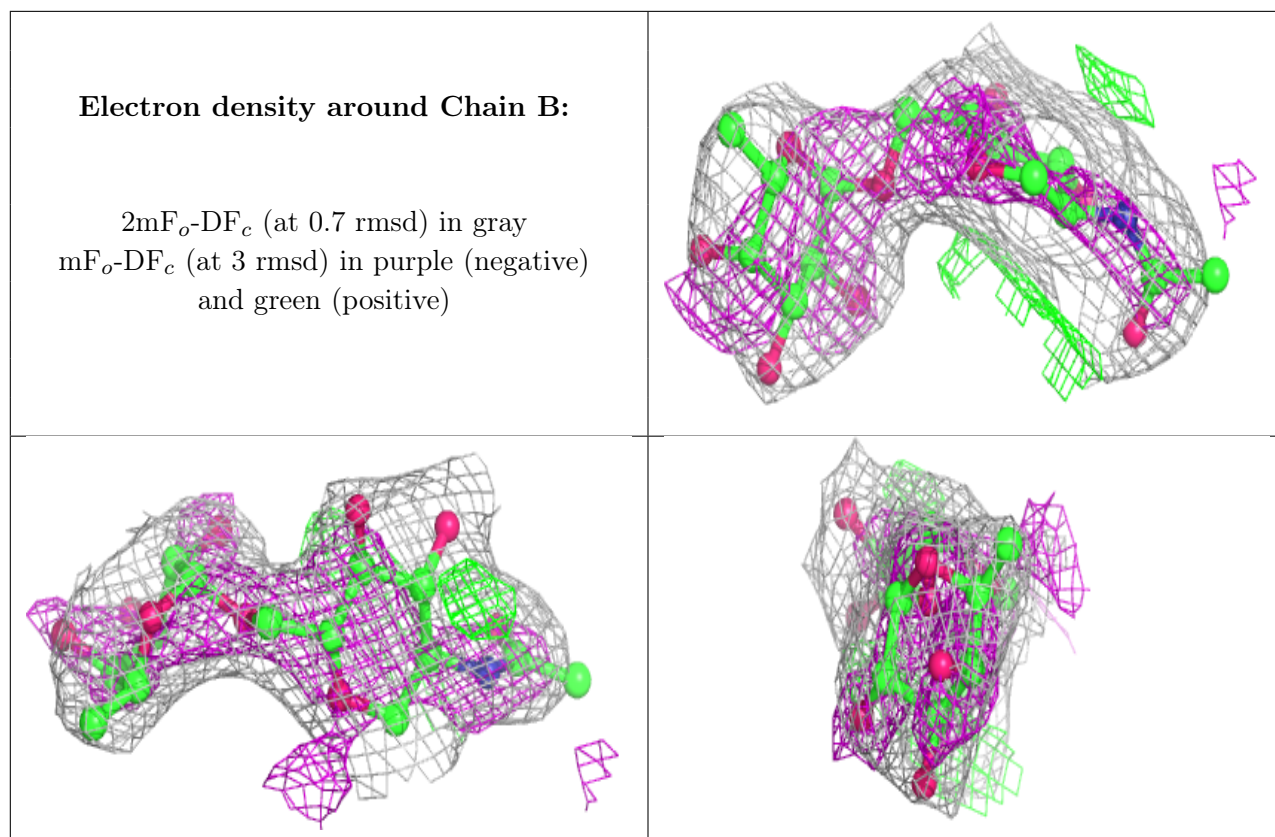 Electron density around Chain B:
2mFo-DFc (at 0.7 rmsd) in gray
mFo-DFc (at 3 rmsd) in purple (negative)
and green (positive)